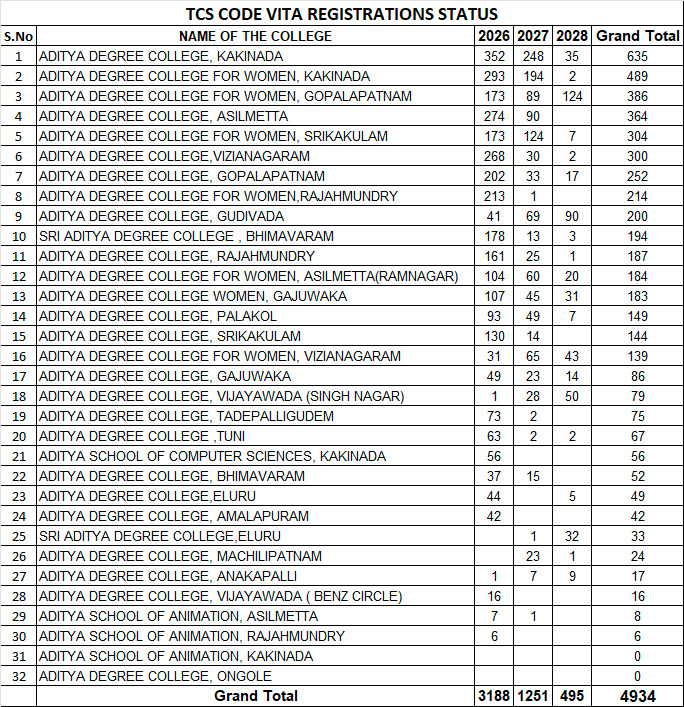 TCS CODE VITA REGISTRATIONS STATUS
S.No NAME OF THE COLLEGE 2026 2027 2028 Grand Total
1 ADITYA DEGREE COLLEGE, KAKINADA 352 248 35 635
2 ADITYA DEGREE COLLEGE FOR WOMEN, KAKINADA 293 194 2 489
3 ADITYA DEGREE COLLEGE FOR WOMEN, GOPALAPATNAM 173 89 124 386
4 ADITYA DEGREE COLLEGE, ASILMETTA 274 90 364
5 ADITYA DEGREE COLLEGE FOR WOMEN, SRIKAKULAM 173 124 7 304
6 ADITYA DEGREE COLLEGE,VIZIANAGARAM 268 30 2 300
7 ADITYA DEGREE COLLEGE, GOPALAPATNAM 202 33 17 252
8 ADITYA DEGREE COLLEGE FOR WOMEN,RAJAHMUNDRY 213 1 214
9 ADITYA DEGREE COLLEGE, GUDIVADA 41 69 90 200
10 SRI ADITYA DEGREE COLLEGE , BHIMAVARAM 178 13 3 194
11 ADITYA DEGREE COLLEGE, RAJAHMUNDRY 161 25 1 187
12 ADITYA DEGREE COLLEGE FOR WOMEN, ASILMETTA(RAMNAGAR) 104 60 20 184
13 ADITYA DEGREE COLLEGE WOMEN, GAJUWAKA 107 45 31 183
14 ADITYA DEGREE COLLEGE, PALAKOL 93 49 7 149
15 ADITYA DEGREE COLLEGE, SRIKAKULAM 130 14 144
16 ADITYA DEGREE COLLEGE FOR WOMEN, VIZIANAGARAM 31 65 43 139
17 ADITYA DEGREE COLLEGE, GAJUWAKA 49 23 14 86
18 ADITYA DEGREE COLLEGE, VIJAYAWADA (SINGH NAGAR) 1 28 50 79
19 ADITYA DEGREE COLLEGE, TADEPALLIGUDEM 73 2 75
20 ADITYA DEGREE COLLEGE ,TUNI 63 2 2 67
21 ADITYA SCHOOL OF COMPUTER SCIENCES, KAKINADA 56 56
22 ADITYA DEGREE COLLEGE, BHIMAVARAM 37 15 52
23 ADITYA DEGREE COLLEGE,ELURU 44 5 49
24 ADITYA DEGREE COLLEGE, AMALAPURAM 42 42
25 SRI ADITYA DEGREE COLLEGE,ELURU 1 32 33
26 ADITYA DEGREE COLLEGE, MACHILIPATNAM 23 1 24
27 ADITYA DEGREE COLLEGE, ANAKAPALLI 1 7 9 17
28 ADITYA DEGREE COLLEGE, VIJAYAWADA ( BENZ CIRCLE) 16 16
29 ADITYA SCHOOL OF ANIMATION, ASILMETTA 7 1 8
30 ADITYA SCHOOL OF ANIMATION, RAJAHMUNDRY 6 6
31 ADITYA SCHOOL OF ANIMATION, KAKINADA 0
32 ADITYA DEGREE COLLEGE, ONGOLE 0
Grand Total 3188 1251 495 4934